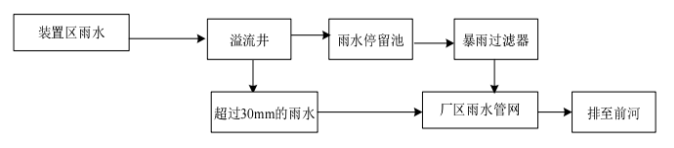 装置区雨水
溢流井
雨水停留池
暴雨过滤器
超过30mm的雨水
厂区雨水管网
排至前河